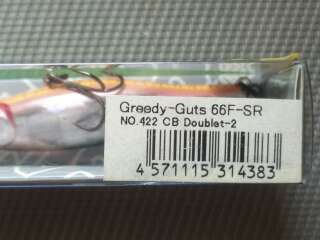 Greedy-Guts 66F-SR
NO.422 CB Doublet-2
4 571115 314383